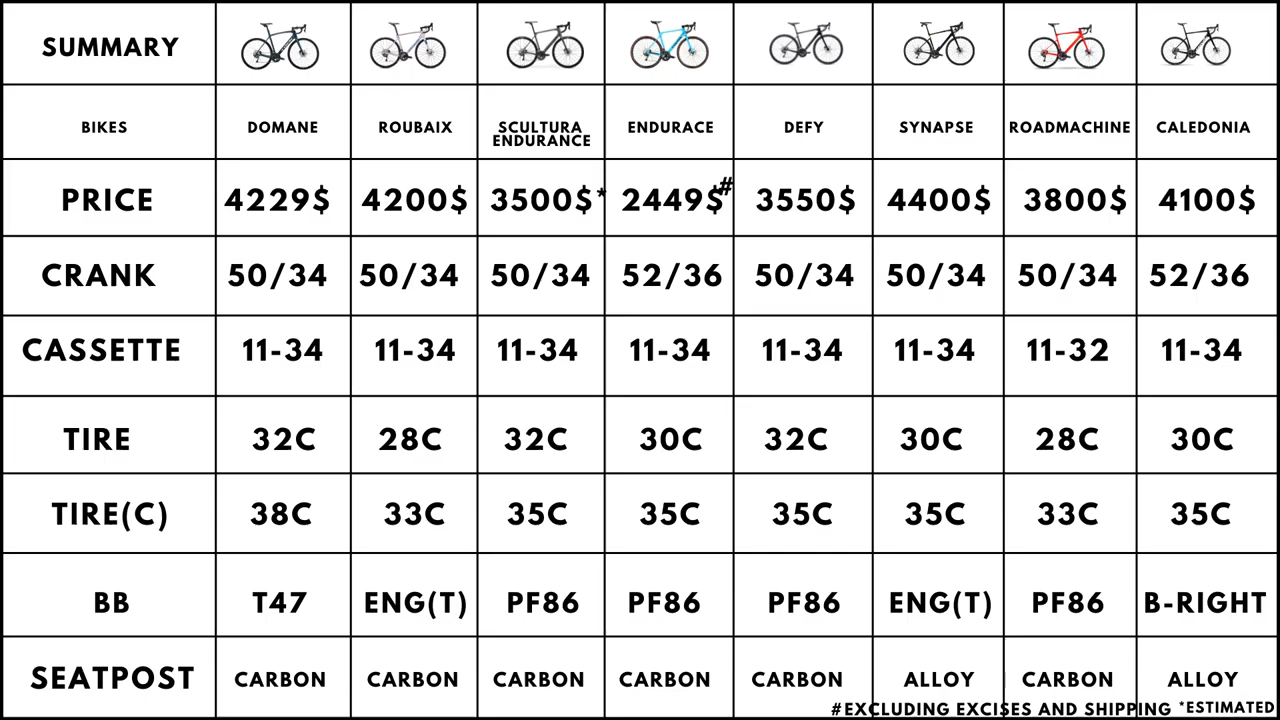 SUMMARY
BIKES DOMANE ROUBAIX SCULTURA ENDURANCE ENDURACE DEFY SYNAPSE ROADMACHINE CALEDONIA
PRICE 4229$ 4200$ 3500$* 2449$# 3550$ 4400$ 3800$ 4100$
CRANK 50/34 50/34 50/34 52/36 50/34 50/34 50/34 52/36
CASSETTE 11-34 11-34 11-34 11-34 11-34 11-34 11-32 11-34
TIRE 32C 28C 32C 30C 32C 30C 28C 30C
TIRE(C) 38C 33C 35C 35C 35C 35C 33C 35C
BB T47 ENG(T) PF86 PF86 PF86 ENG(T) PF86 B-RIGHT
SEATPOST CARBON CARBON CARBON CARBON CARBON ALLOY CARBON ALLOY
#EXCLUDING EXCISES AND SHIPPING *ESTIMATED